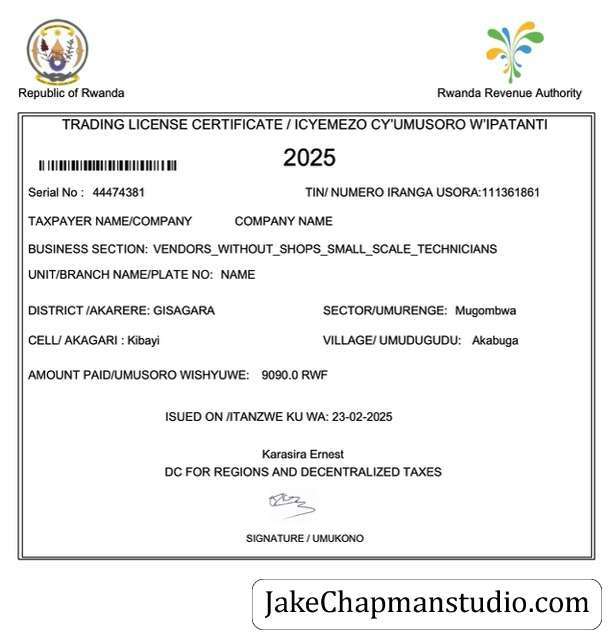 Republic of Rwanda
Rwanda Revenue Authority
TRADING LICENSE CERTIFICATE / ICYEMEZO CY'UMUSORO W'IPATANTI
2025
Serial No : 44474381 TIN/ NUMERO IRANGA USORA:111361861
TAXPAYER NAME/COMPANY COMPANY NAME
BUSINESS SECTION: VENDORS_WITHOUT_SHOPS_SMALL_SCALE_TECHNICIANS
UNIT/BRANCH NAME/PLATE NO: NAME
DISTRICT /AKARERE: GISAGARA SECTOR/UMURENGE: Mugombwa
CELL/ AKAGARI : Kibayi VILLAGE/ UMUDUGUDU: Akabuga
AMOUNT PAID/UMUSORO WISHYUWE: 9090.0 RWF
ISUED ON /ITANZWE KU WA: 23-02-2025
Karasira Ernest
DC FOR REGIONS AND DECENTRALIZED TAXES
SIGNATURE / UMUKONO
JakeChapmanstudio.com